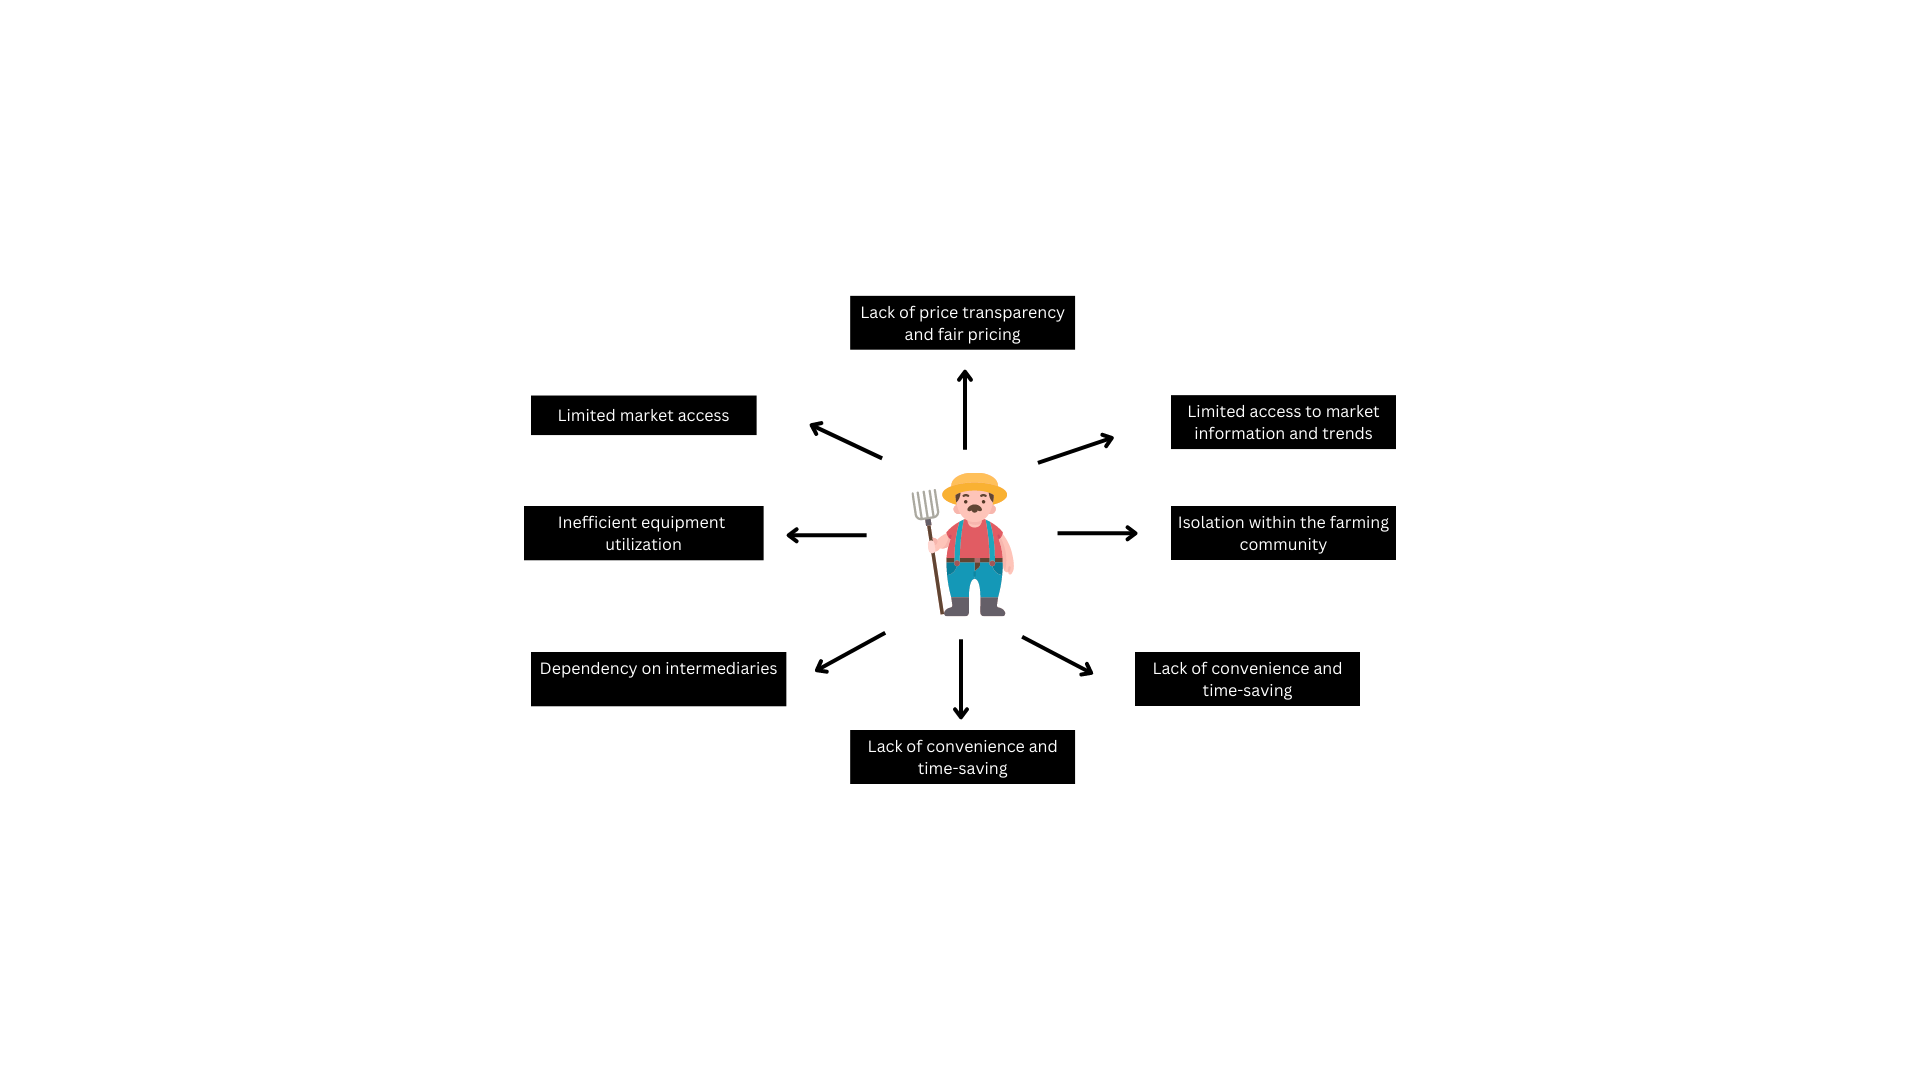 Lack of price transparency
and fair pricing
Limited market access
Limited access to market
information and trends
Inefficient equipment
utilization
Isolation within the farming
community
Dependency on intermediaries
Lack of convenience and
time-saving
Lack of convenience and
time-saving